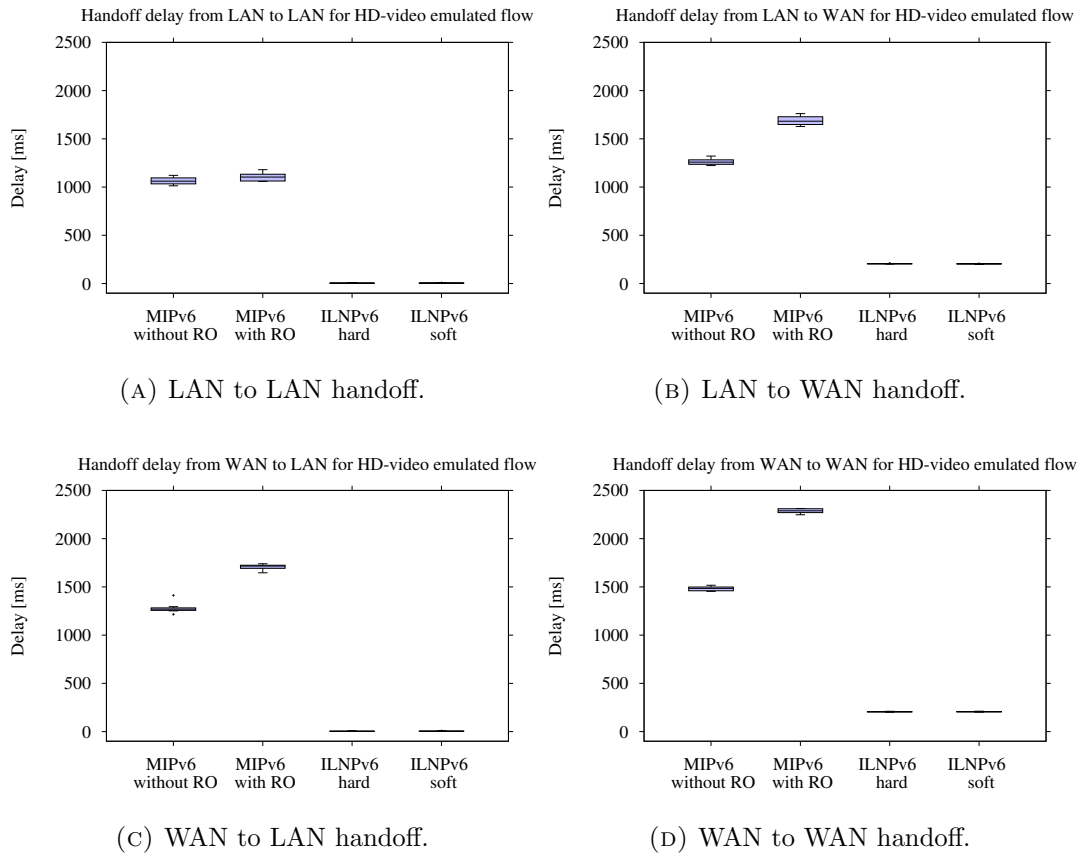 Handoff delay from LAN to LAN for HD-video emulated flow
2500
2000
1500
1000
500
0
Delay [ms]
MIPv6 MIPv6 ILNPv6 ILNPv6
without RO with RO hard soft
(A) LAN to LAN handoff.
Handoff delay from LAN to WAN for HD-video emulated flow
2500
2000
1500
1000
500
0
Delay [ms]
MIPv6 MIPv6 ILNPv6 ILNPv6
without RO with RO hard soft
(B) LAN to WAN handoff.
Handoff delay from WAN to LAN for HD-video emulated flow
2500
2000
1500
1000
500
0
Delay [ms]
MIPv6 MIPv6 ILNPv6 ILNPv6
without RO with RO hard soft
(C) WAN to LAN handoff.
Handoff delay from WAN to WAN for HD-video emulated flow
2500
2000
1500
1000
500
0
Delay [ms]
MIPv6 MIPv6 ILNPv6 ILNPv6
without RO with RO hard soft
(D) WAN to WAN handoff.